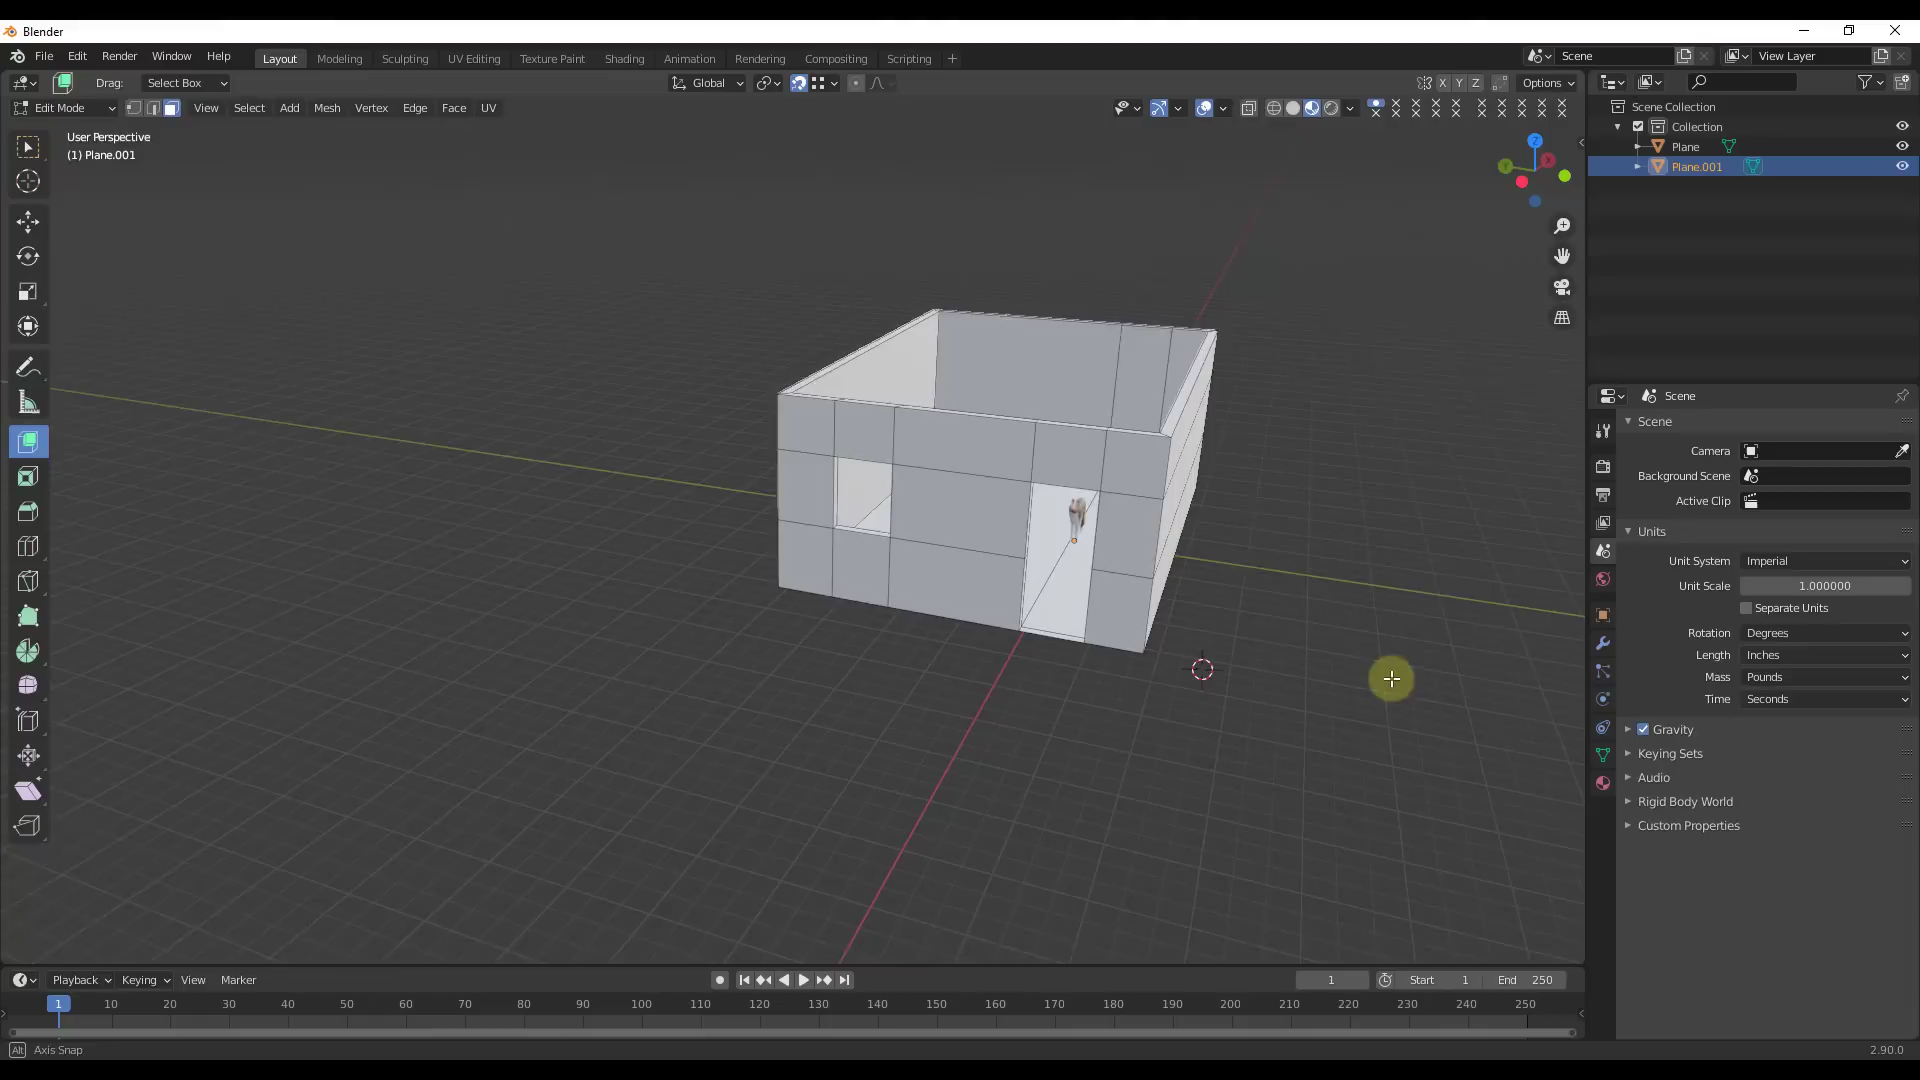 Blender
File Edit Render Window Help Layout Modeling Sculpting UV Editing Texture Paint Shading Animation Rendering Compositing Scripting + Scene View Layer
Drag: Select Box Global X Y Z Options
Edit Mode View Select Add Mesh Vertex Edge Face UV
User Perspective
(1) Plane.001
Z
Y
X
Scene Collection
Collection
Plane
Plane.001
Scene
Scene
Camera
Background Scene
Active Clip
Units
Unit System Imperial
Unit Scale 1.000000
Separate Units
Rotation Degrees
Length Inches
Mass Pounds
Time Seconds
Gravity
Keying Sets
Audio
Rigid Body World
Custom Properties
Playback Keying View Marker 1 Start 1 End 250
1 10 20 30 40 50 60 70 80 90 100 110 120 130 140 150 160 170 180 190 200 210 220 230 240 250
Alt Axis Snap 2.90.0